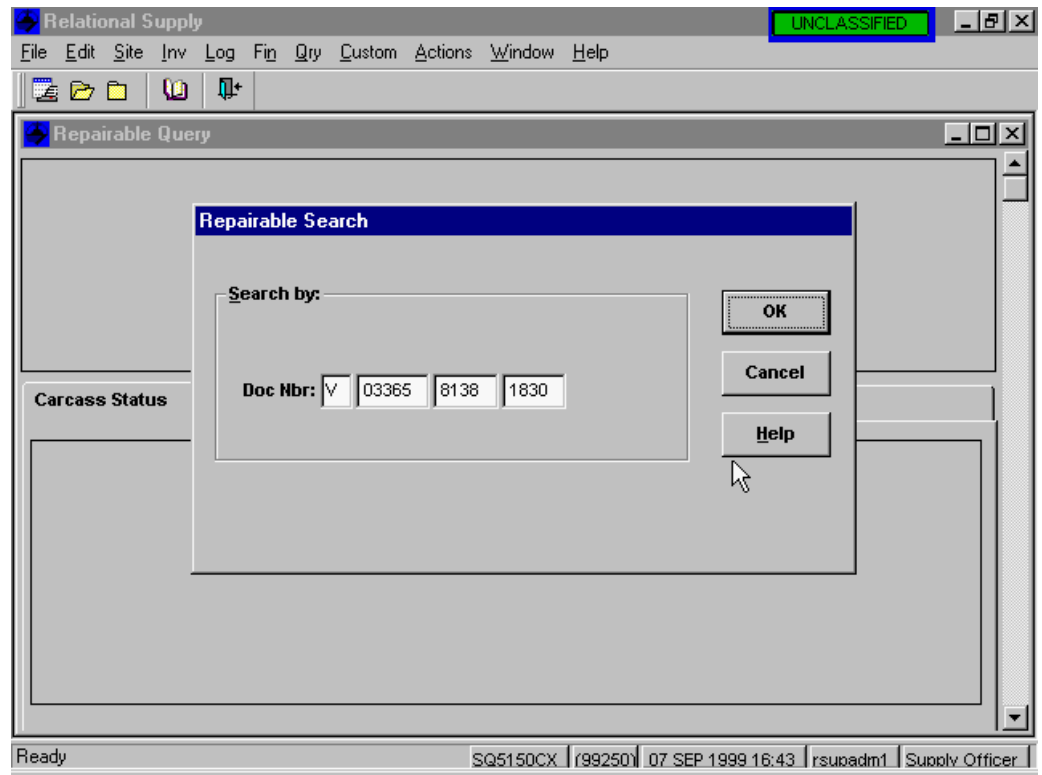 Relational Supply UNCLASSIFIED
File Edit Site Inv Log Fin Qry Custom Actions Window Help
Repairable Query
Repairable Search
Search by:
OK
Doc Nbr: V 03365 8138 1830
Cancel
Carcass Status
Help
Ready SQ5150CX (99250) 07 SEP 1999 16:43 rsupadm1 Supply Officer